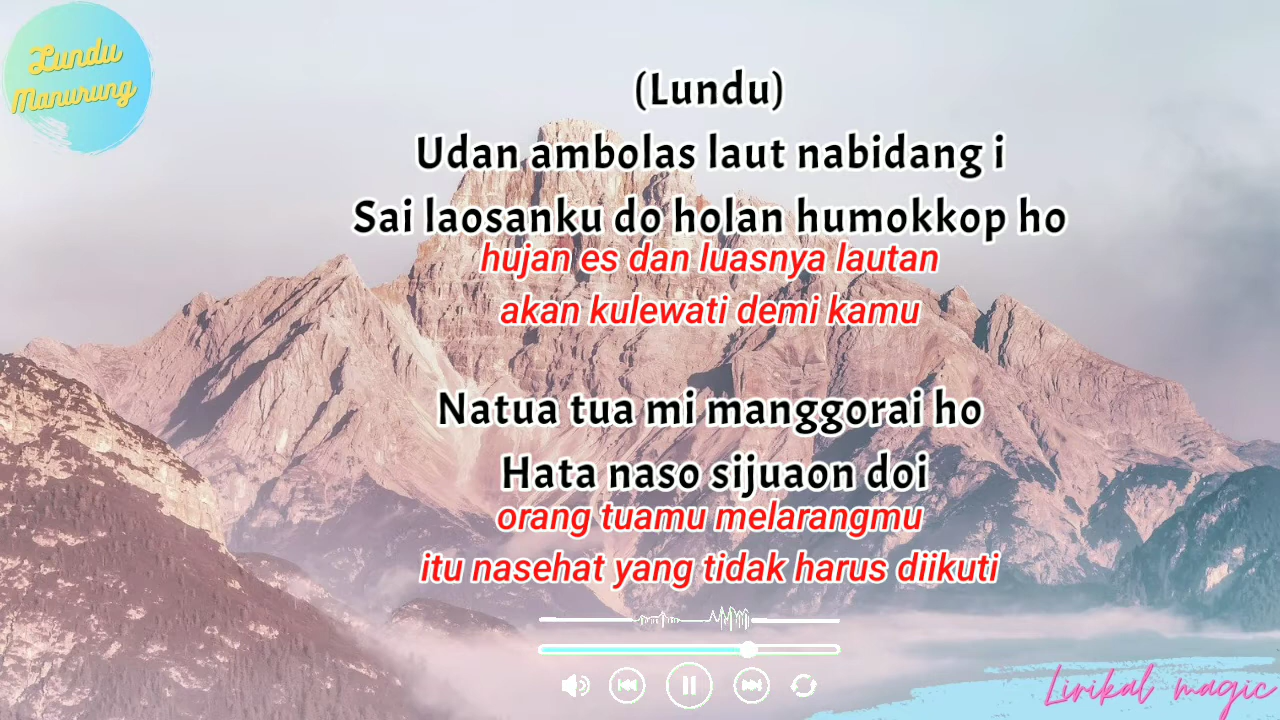 Lundu
Manurung
(Lundu)
Udan ambolas laut nabidang i
Sai laosanku do holan humokkop ho
hujan es dan luasnya lautan
akan kulewati demi kamu
Natua tua mi manggorai ho
Hata naso sijuaon doi
orang tuamu melarangmu
itu nasehat yang tidak harus diikuti
Lirikal magic